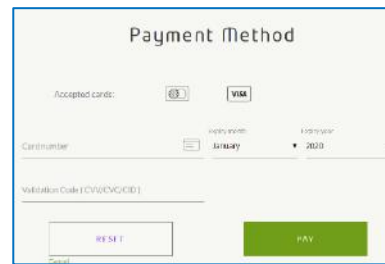 Payment Method
Accepted cards: VISA
Expiry month Expiry year
Card number January 2020
Validation Code ( CVV/CVC/CID )
RESET PAY